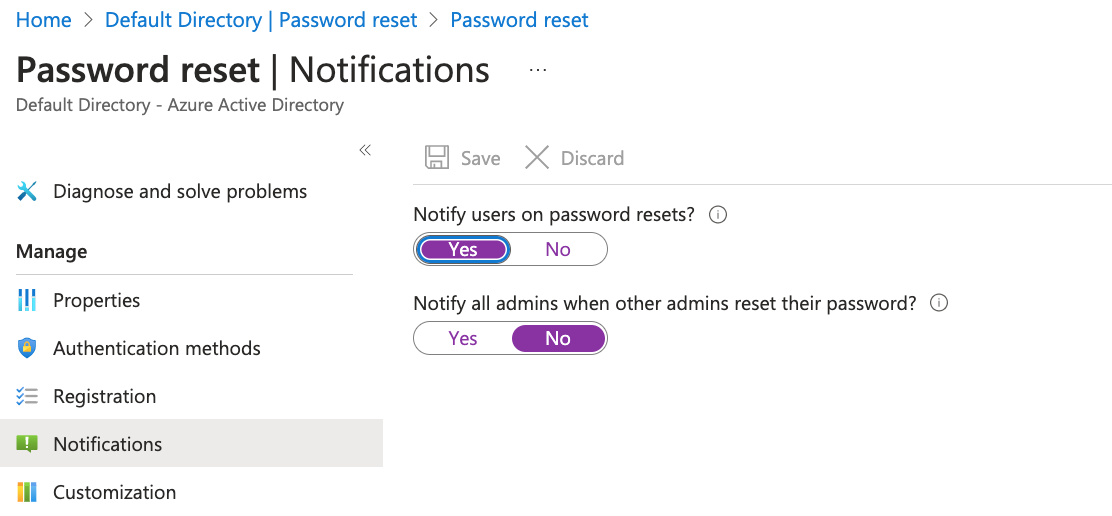 Home > Default Directory | Password reset > Password reset
Password reset | Notifications ...
Default Directory - Azure Active Directory
«
Save Discard
Diagnose and solve problems
Notify users on password resets?
Manage
Yes No
Properties
Notify all admins when other admins reset their password?
Yes No
Authentication methods
Registration
Notifications
Customization